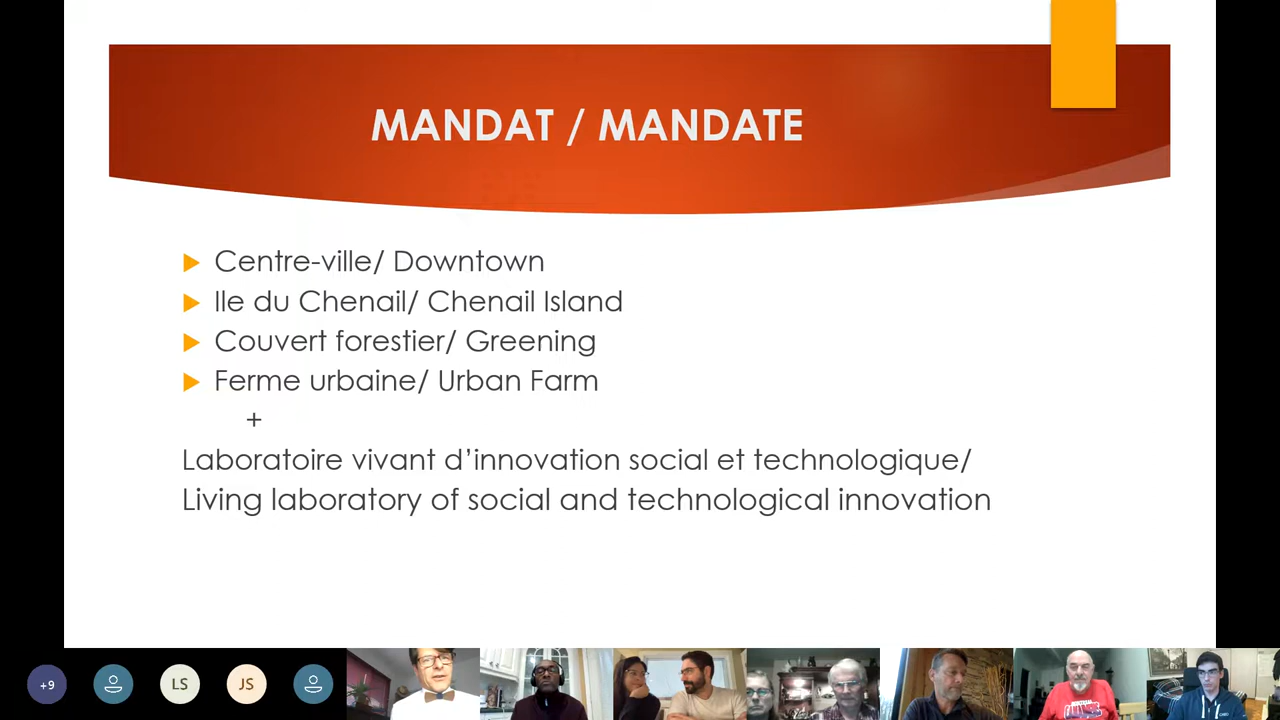 MANDAT / MANDATE
Centre-ville/ Downtown
Ile du Chenail/ Chenail Island
Couvert forestier/ Greening
Ferme urbaine/ Urban Farm
+
Laboratoire vivant d’innovation social et technologique/
Living laboratory of social and technological innovation
+9 LS JS